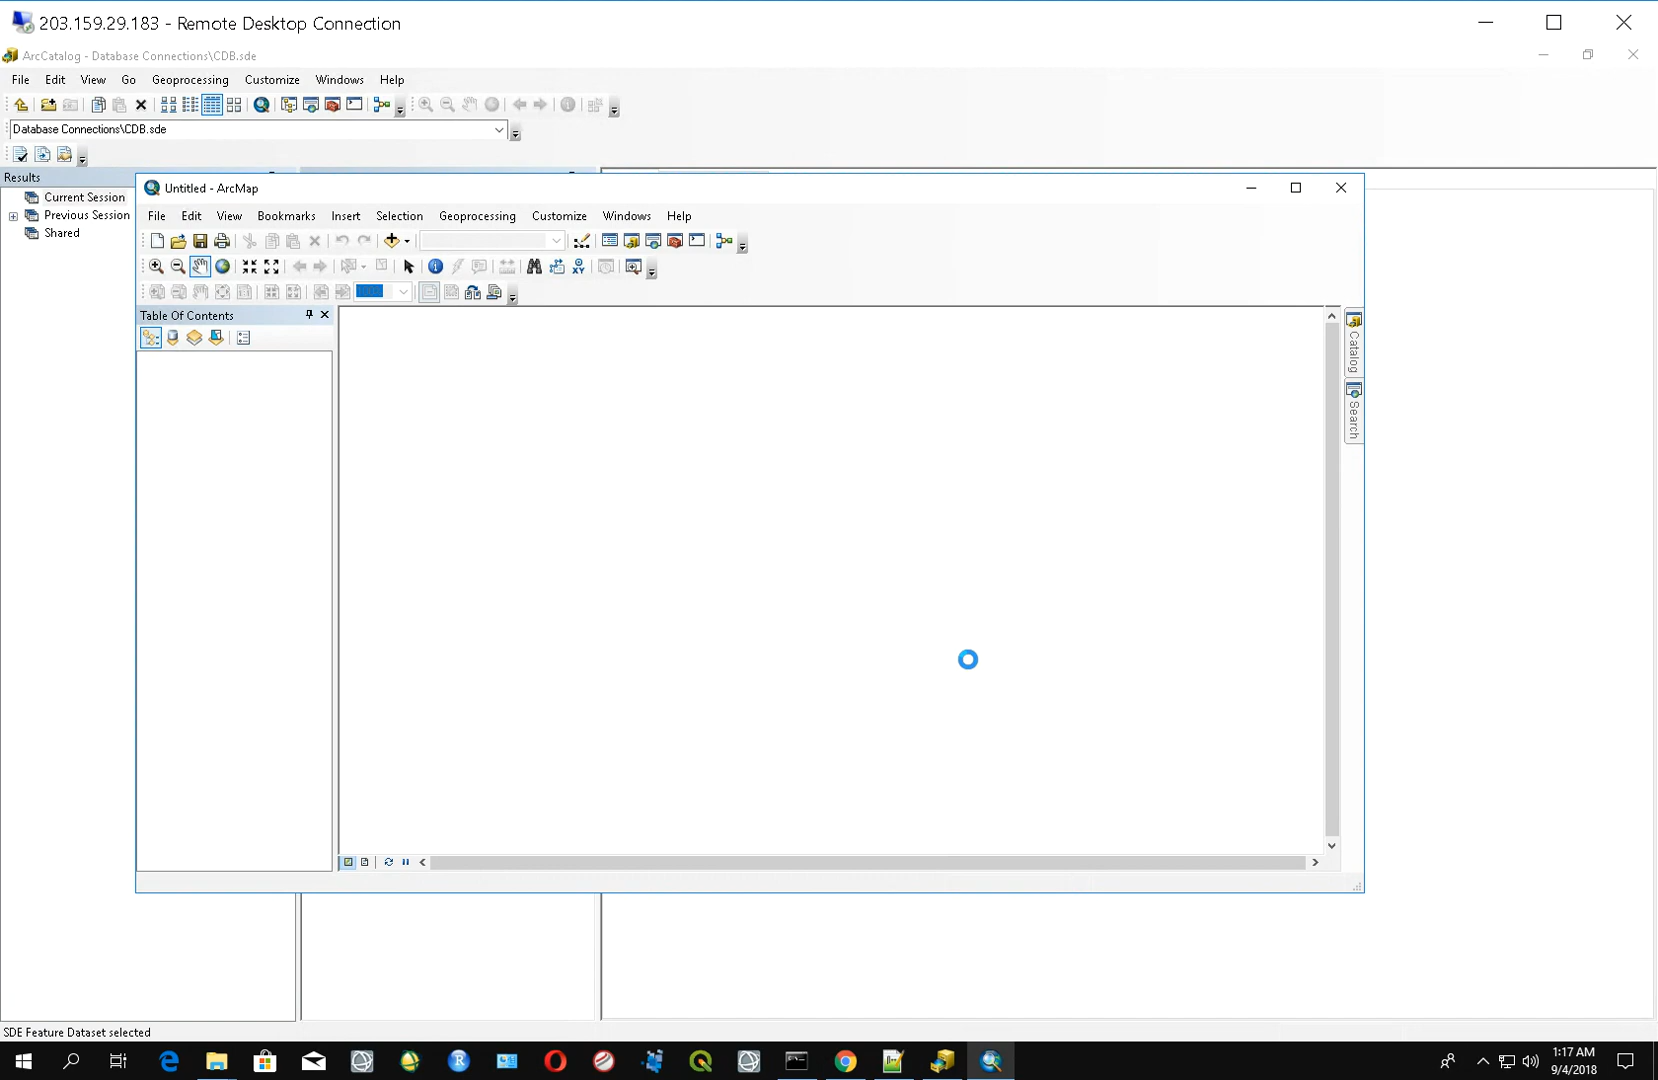 203.159.29.183 - Remote Desktop Connection
ArcCatalog - Database Connections\CDB.sde
File Edit View Go Geoprocessing Customize Windows Help
Database Connections\CDB.sde
Results
Current Session
Previous Session
Shared
Untitled - ArcMap
File Edit View Bookmarks Insert Selection Geoprocessing Customize Windows Help
Table Of Contents
Catalog
Search
SDE Feature Dataset selected
1:17 AM
9/4/2018